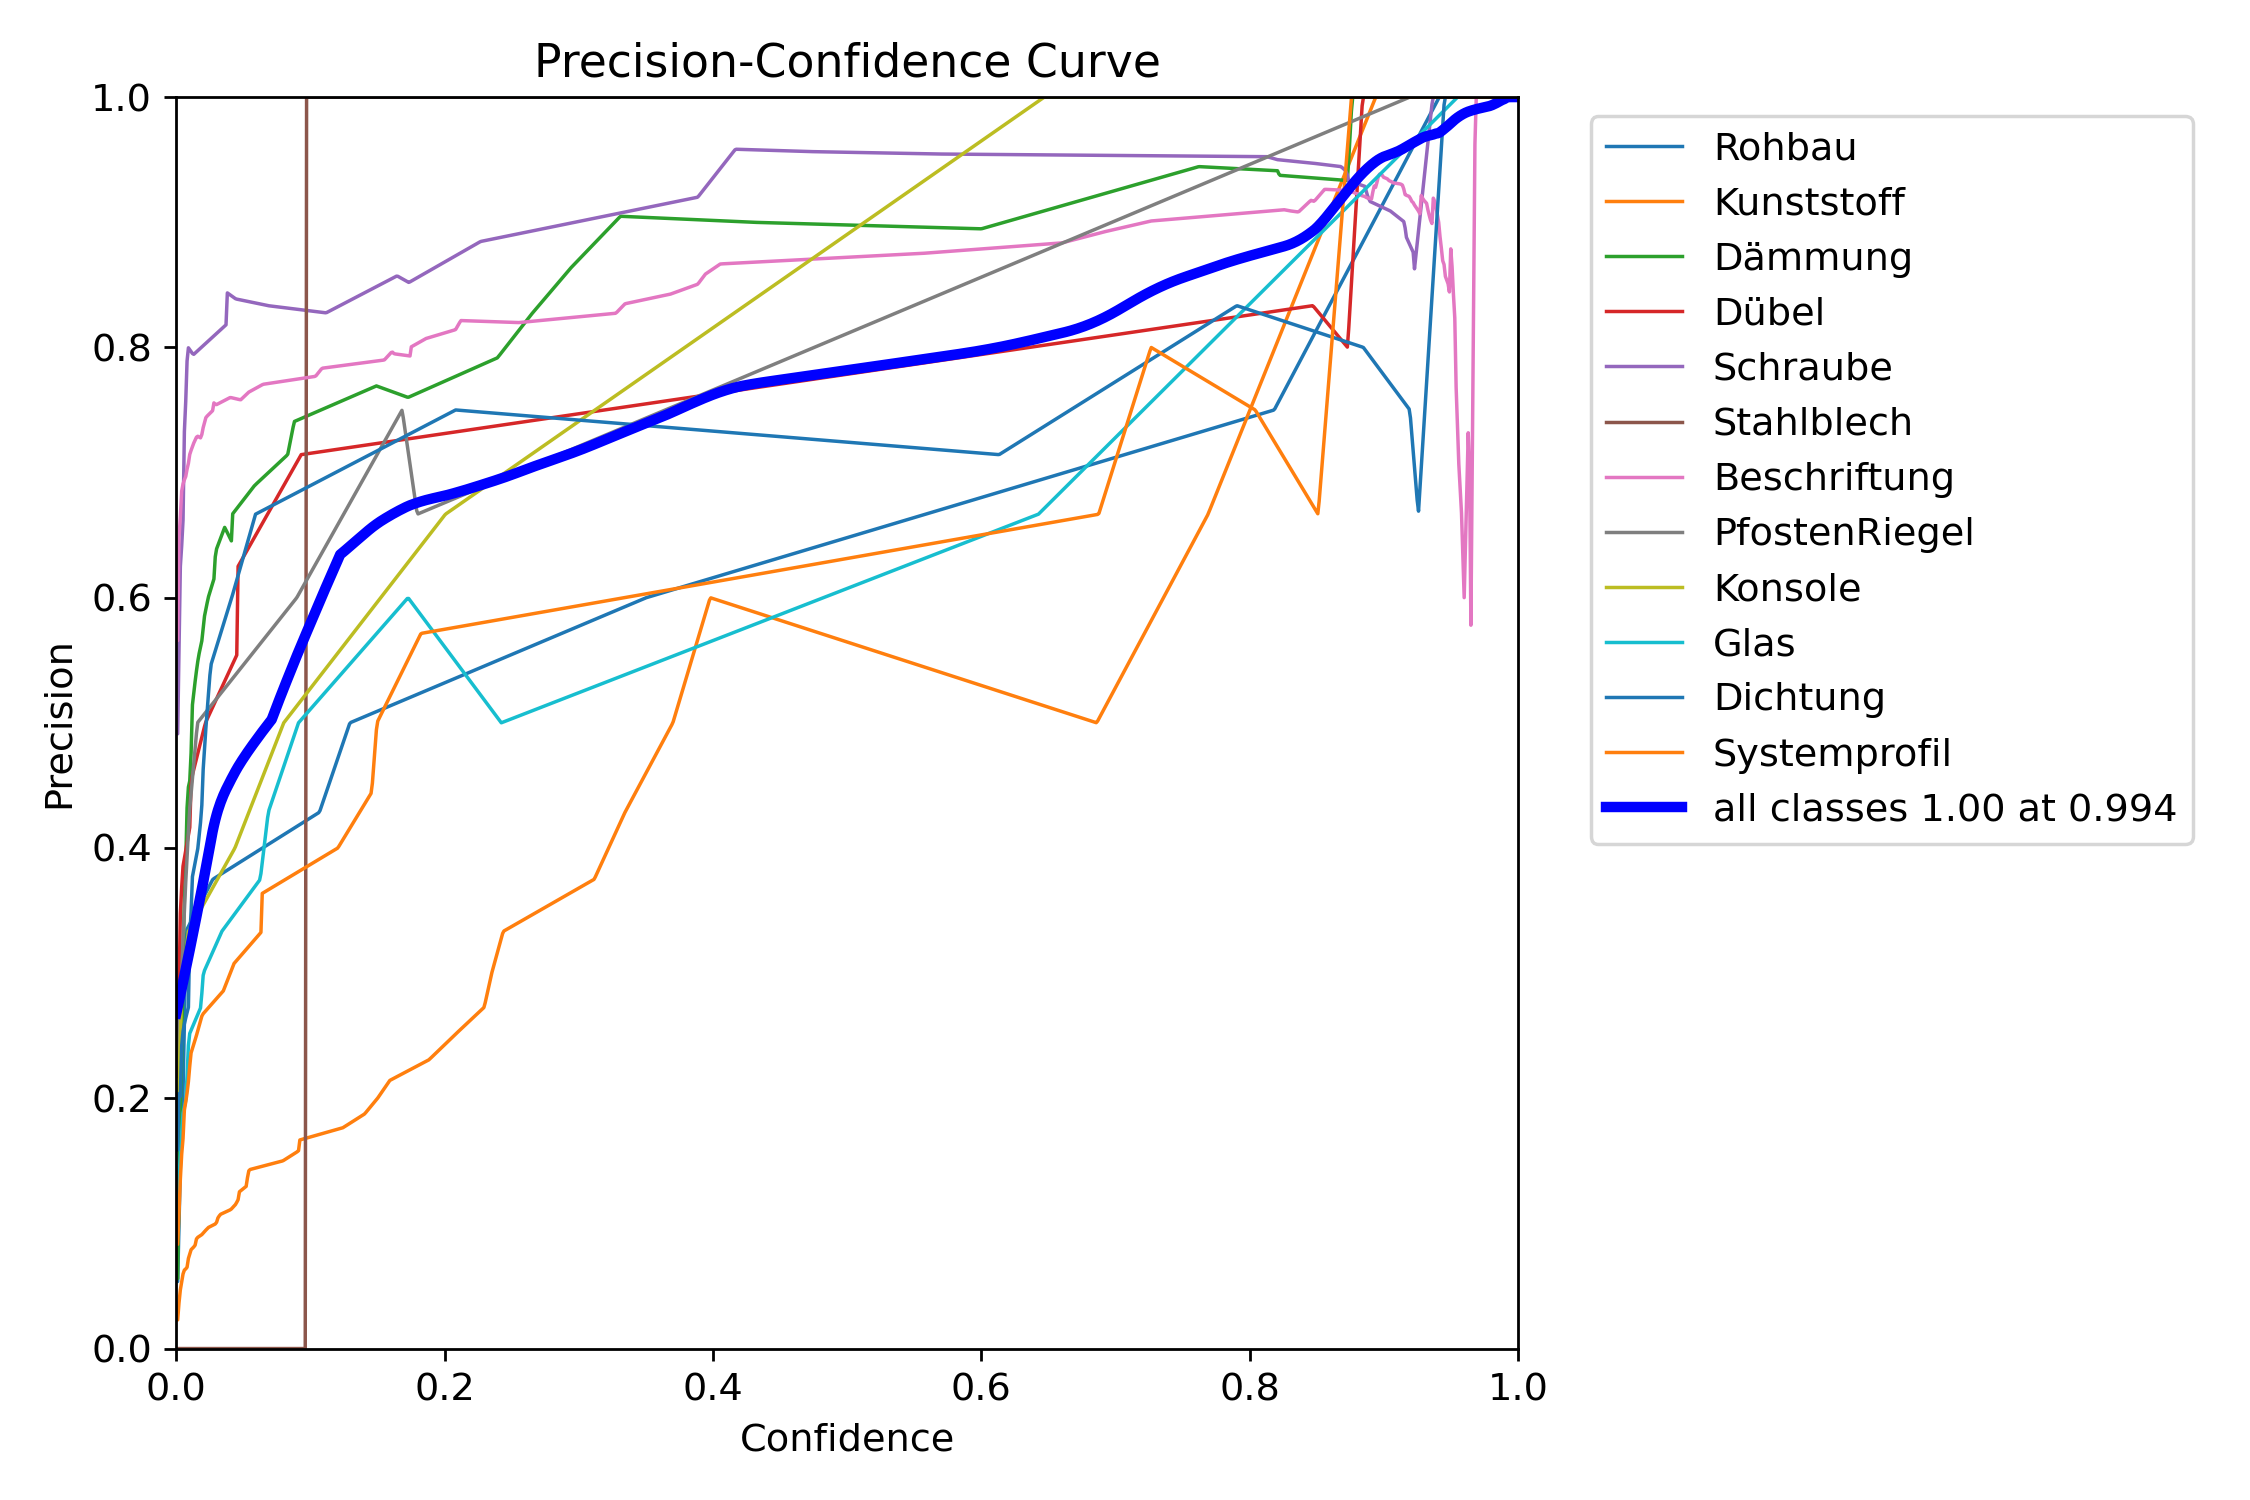 Precision-Confidence Curve
1.0
0.8
0.6
0.4
0.2
0.0
Precision
0.0 0.2 0.4 0.6 0.8 1.0
Confidence
Rohbau
Kunststoff
Dämmung
Dübel
Schraube
Stahlblech
Beschriftung
PfostenRiegel
Konsole
Glas
Dichtung
Systemprofil
all classes 1.00 at 0.994